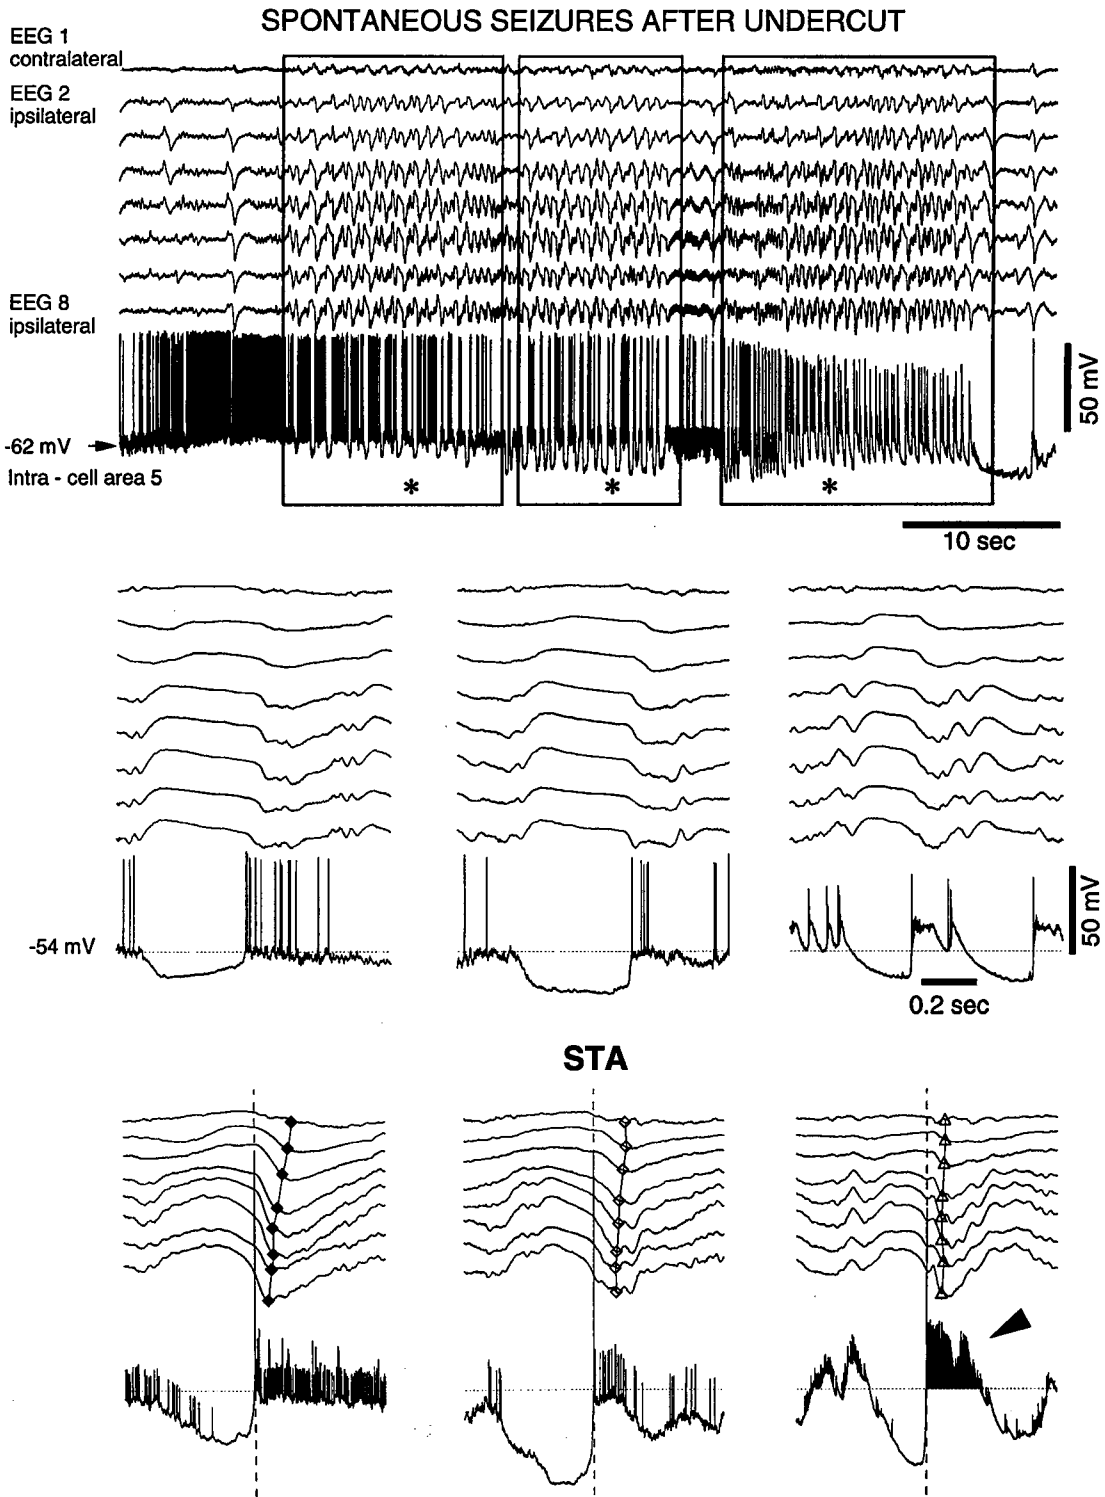 SPONTANEOUS SEIZURES AFTER UNDERCUT
EEG 1
contralateral
EEG 2
ipsilateral
EEG 8
ipsilateral
50 mV
-62 mV
Intra - cell area 5
* * *
10 sec
-54 mV
50 mV
0.2 sec
STA